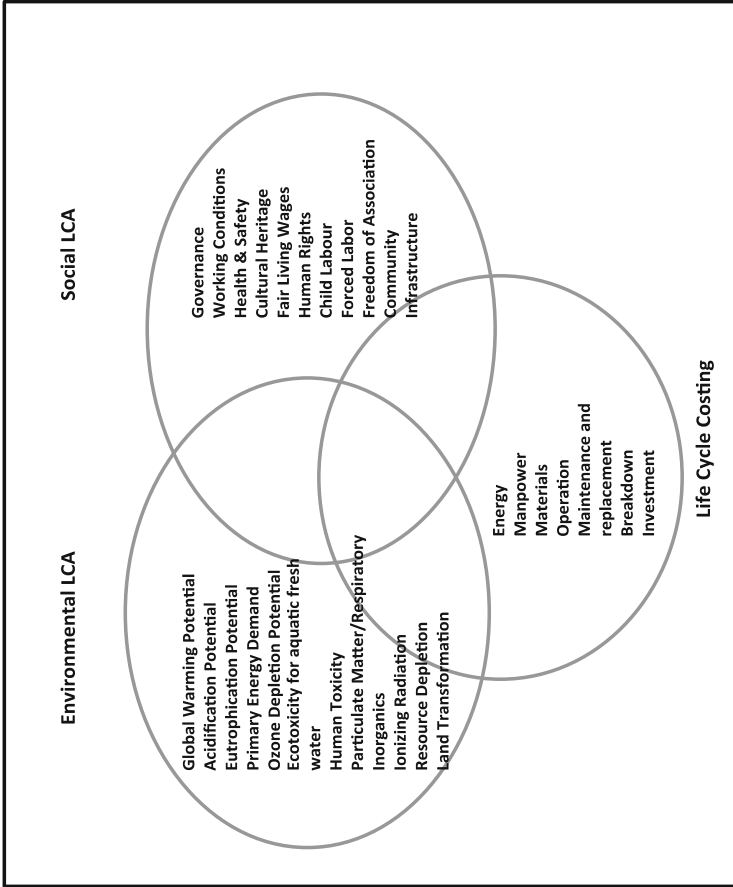 Environmental LCA
Global Warming Potential
Acidification Potential
Eutrophication Potential
Primary Energy Demand
Ozone Depletion Potential
Ecotoxicity for aquatic fresh
water
Human Toxicity
Particulate Matter/Respiratory
Inorganics
Ionizing Radiation
Resource Depletion
Land Transformation
Social LCA
Governance
Working Conditions
Health & Safety
Cultural Heritage
Fair Living Wages
Human Rights
Child Labour
Forced Labor
Freedom of Association
Community
Infrastructure
Energy
Manpower
Materials
Operation
Maintenance and
replacement
Breakdown
Investment
Life Cycle Costing